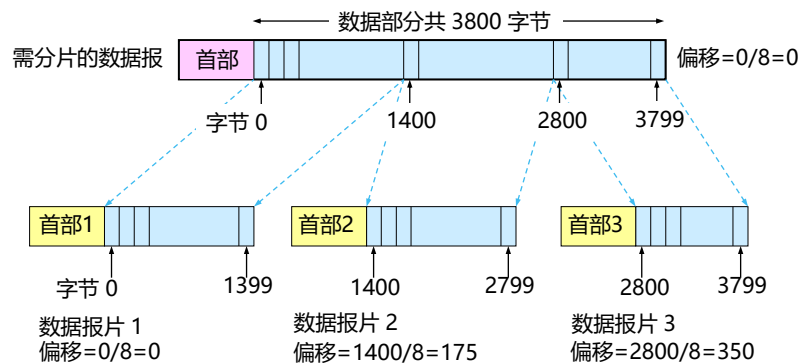 数据部分共 3800 字节
需分片的数据报
首部
偏移=0/8=0
字节 0
1400
2800
3799
首部1
首部2
首部3
字节 0
1399
1400
2799
2800
3799
数据报片 1
偏移=0/8=0
数据报片 2
偏移=1400/8=175
数据报片 3
偏移=2800/8=350